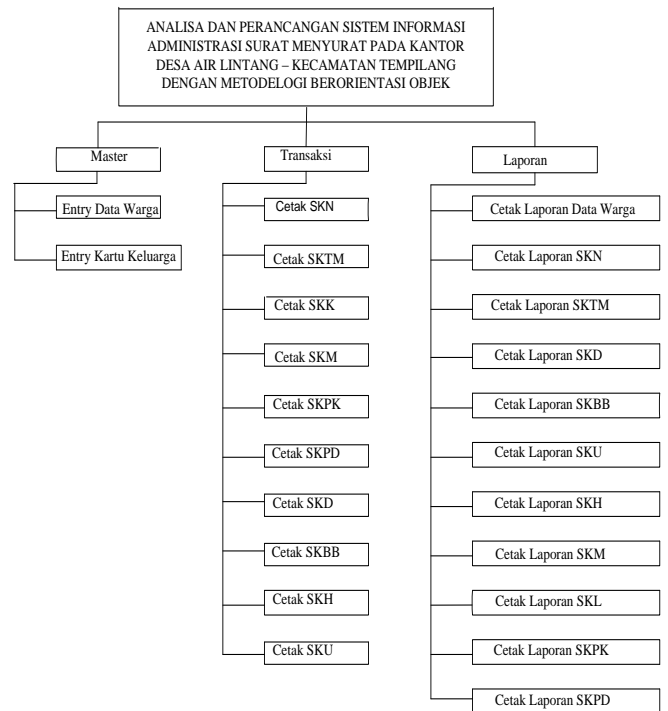 ANALISA DAN PERANCANGAN SISTEM INFORMASI
ADMINISTRASI SURAT MENYURAT PADA KANTOR
DESA AIR LINTANG – KECAMATAN TEMPILANG
DENGAN METODELOGI BERORIENTASI OBJEK
Master
Entry Data Warga
Entry Kartu Keluarga
Transaksi
Cetak SKN
Cetak SKTM
Cetak SKK
Cetak SKM
Cetak SKPK
Cetak SKPD
Cetak SKD
Cetak SKBB
Cetak SKH
Cetak SKU
Laporan
Cetak Laporan Data Warga
Cetak Laporan SKN
Cetak Laporan SKTM
Cetak Laporan SKD
Cetak Laporan SKBB
Cetak Laporan SKU
Cetak Laporan SKH
Cetak Laporan SKM
Cetak Laporan SKL
Cetak Laporan SKPK
Cetak Laporan SKPD